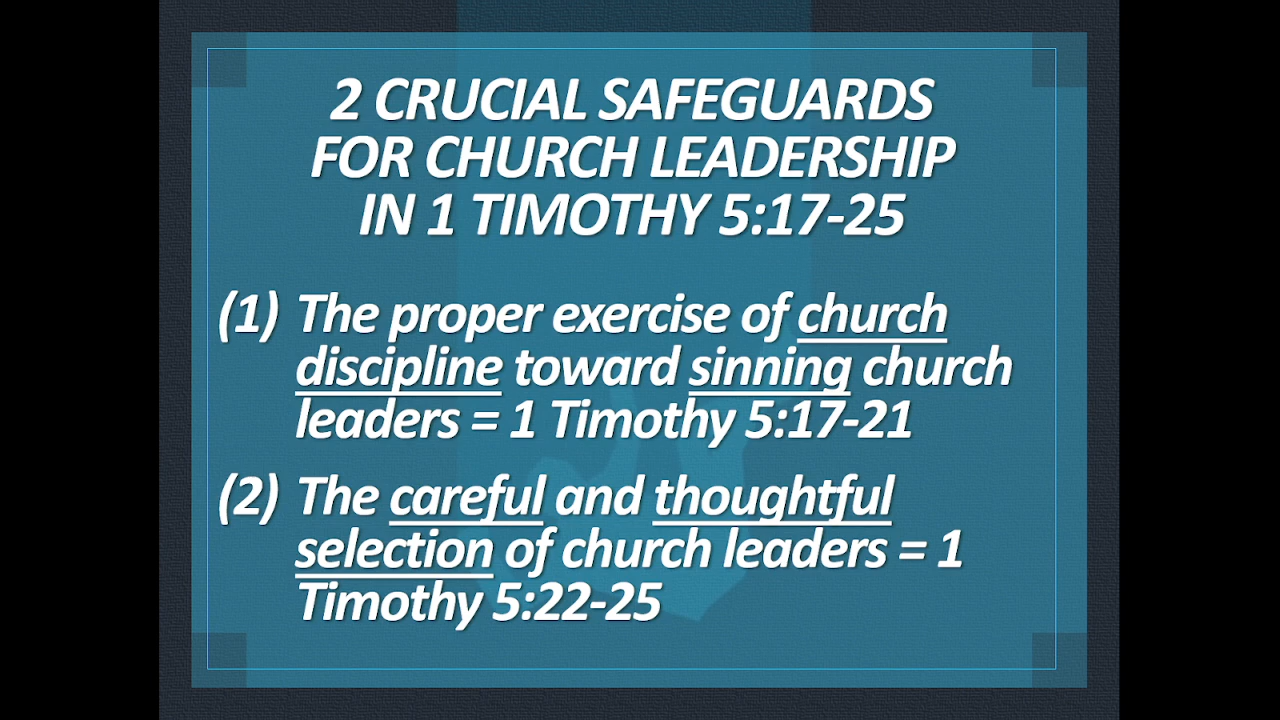 2 CRUCIAL SAFEGUARDS
FOR CHURCH LEADERSHIP
IN 1 TIMOTHY 5:17-25
(1) The proper exercise of church
discipline toward sinning church
leaders = 1 Timothy 5:17-21
(2) The careful and thoughtful
selection of church leaders = 1
Timothy 5:22-25